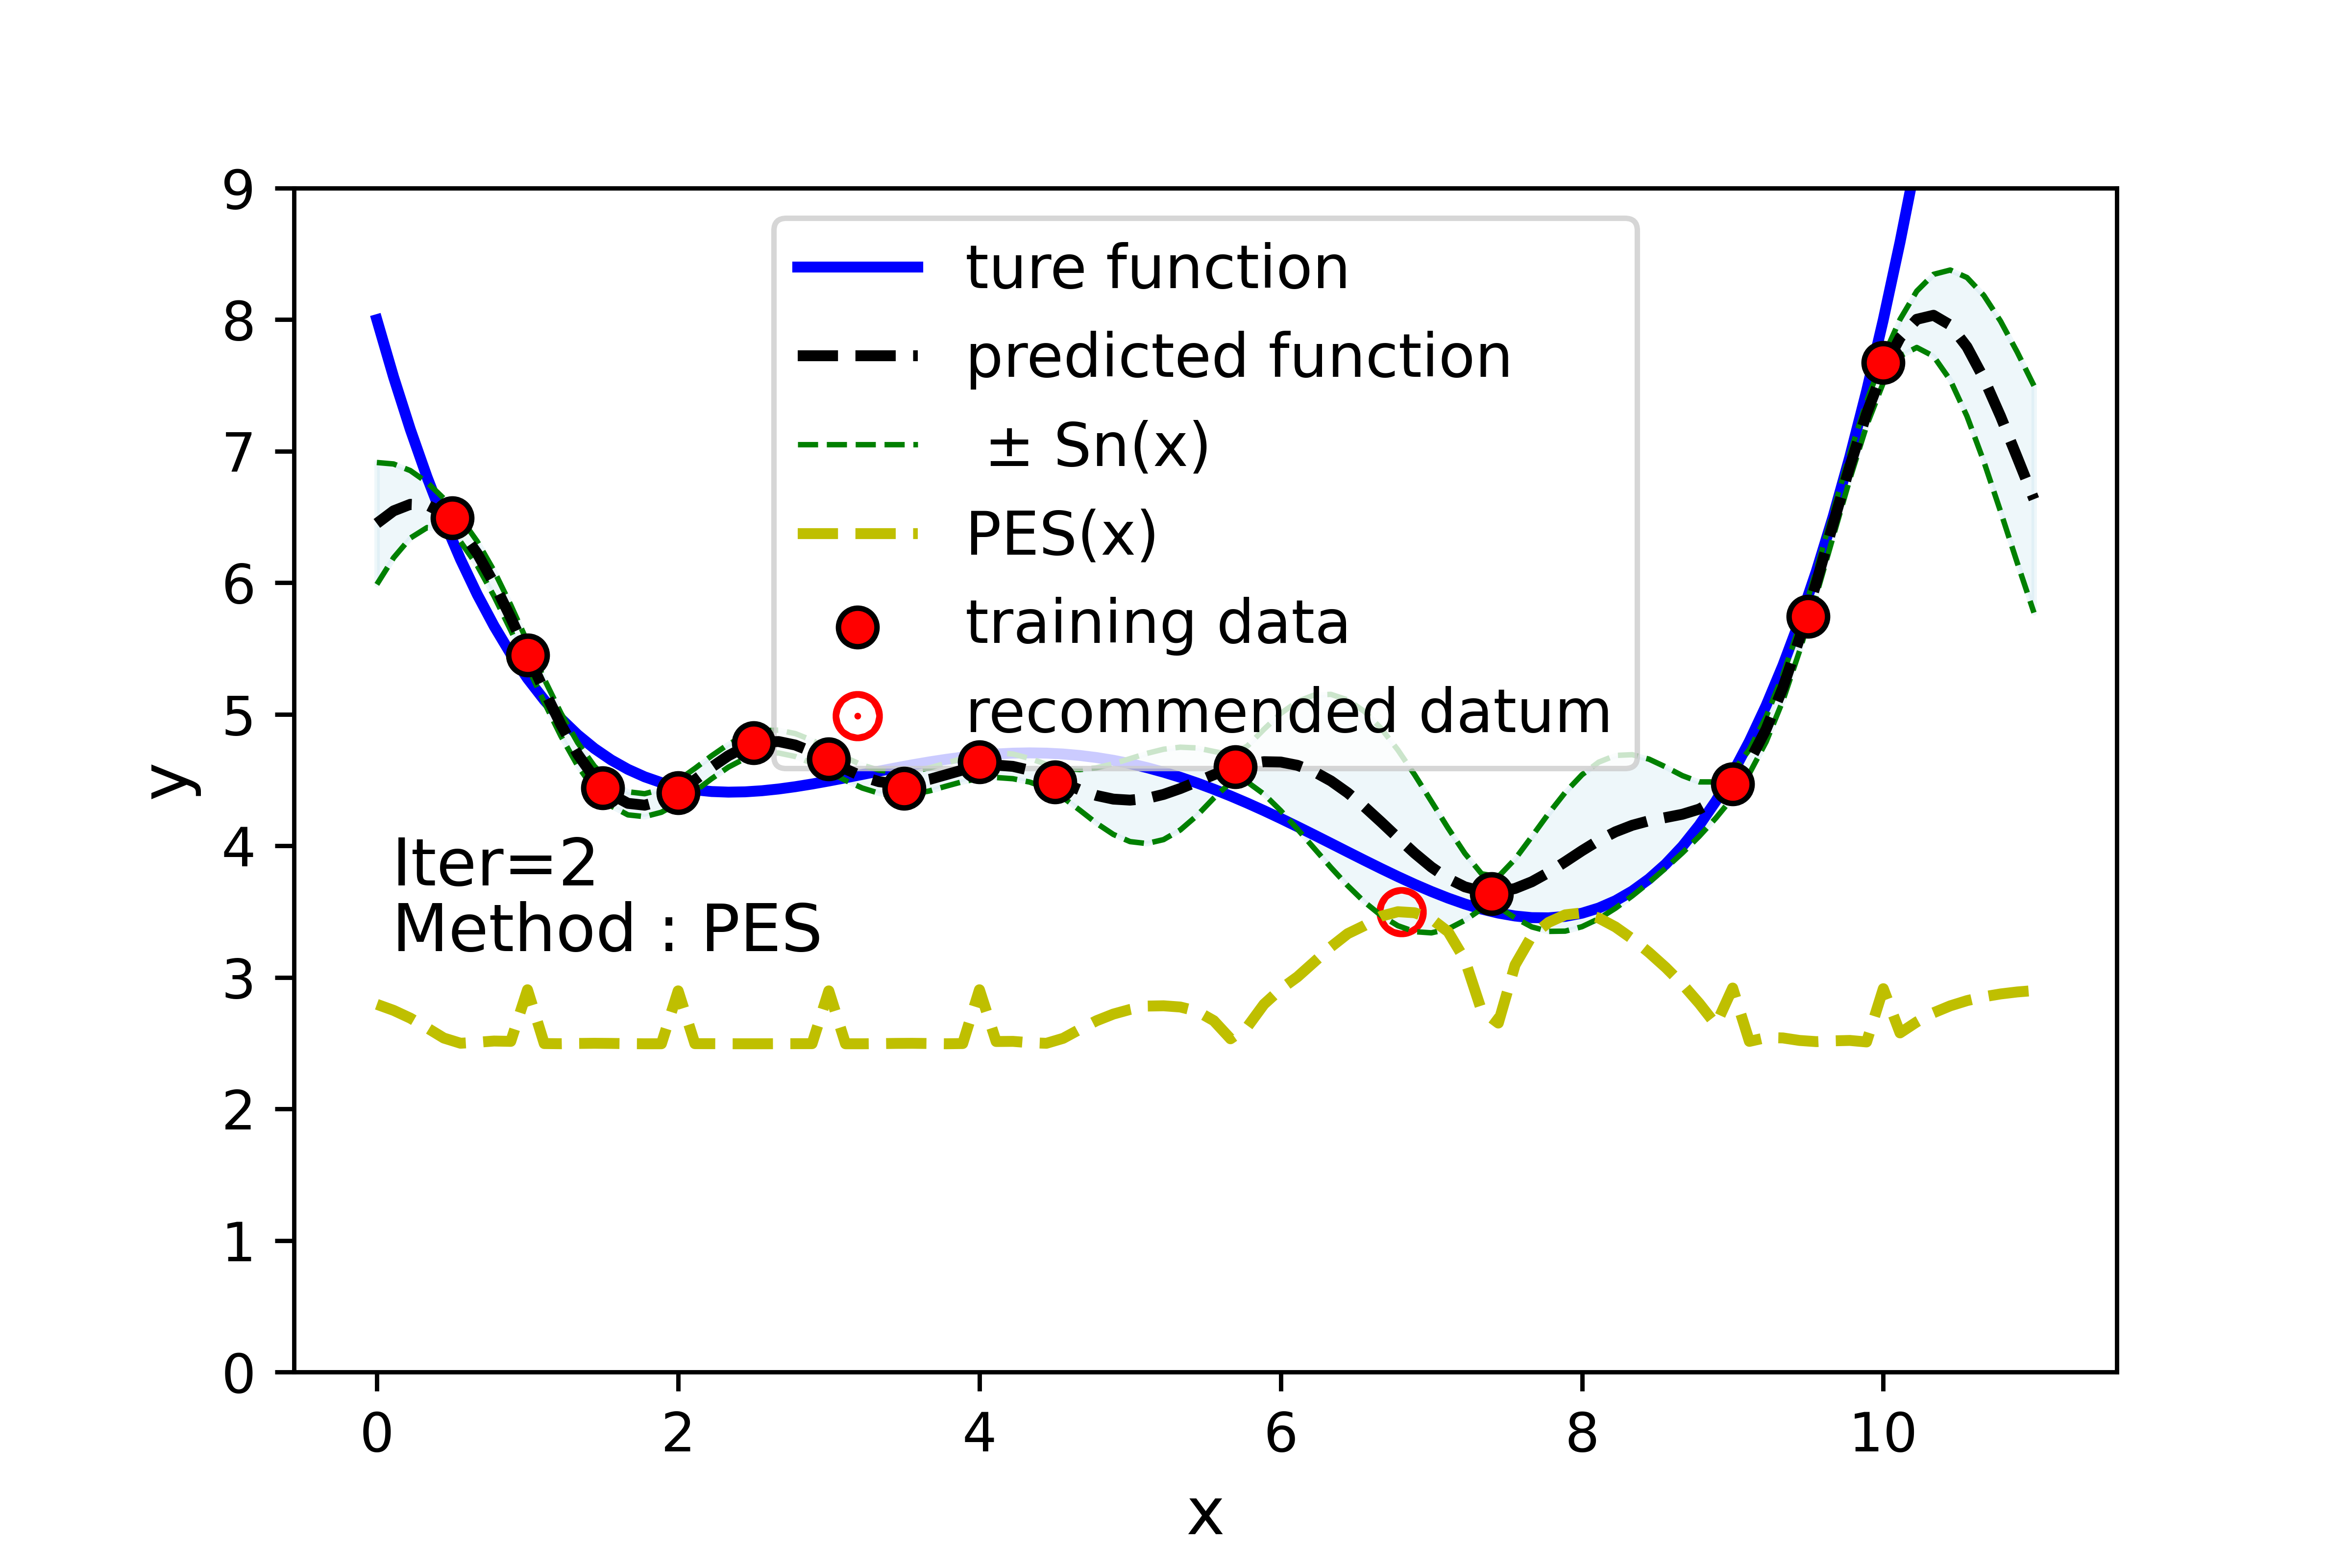 9
8
7
6
5
4
3
2
1
0
y
ture function
predicted function
± Sn(x)
PES(x)
training data
recommended datum
Iter=2
Method : PES
0 2 4 6 8 10
x